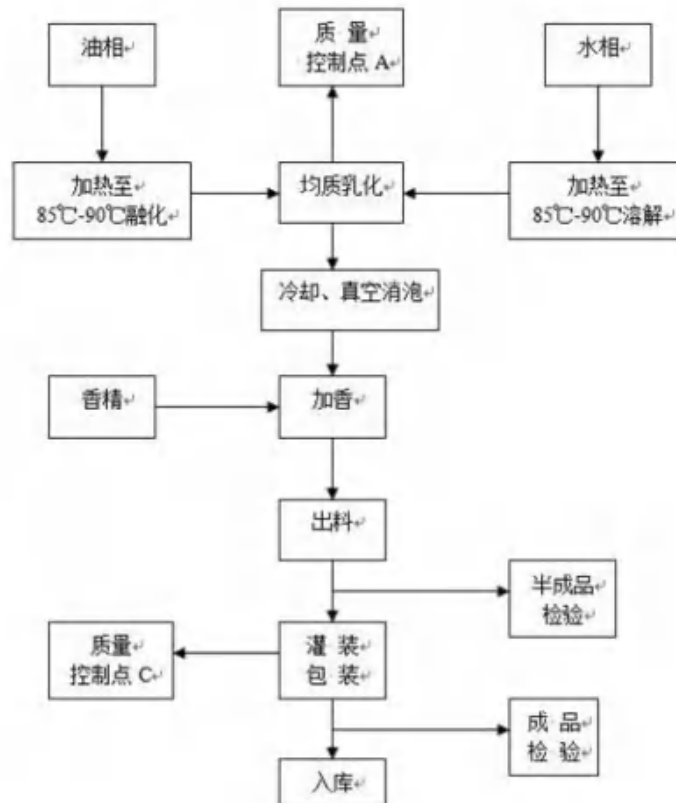 油相
质 量
控制点 A
水相
加热至
85℃-90℃融化
均质乳化
加热至
85℃-90℃溶解
冷却、真空消泡
香精
加香
出料
半成品
检验
质量
控制点 C
灌 装
包 装
成 品
检 验
入库